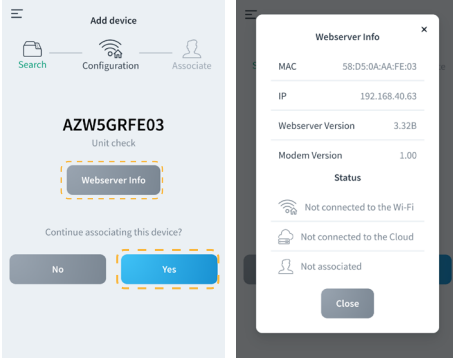 Add device
Search
Configuration
Associate
AZW5GRFE03
Unit check
Webserver Info
Continue associating this device?
No
Yes
×
Webserver Info
MAC 58:D5:0A:AA:FE:03
IP 192.168.40.63
Webserver Version 3.32B
Modem Version 1.00
Status
Not connected to the Wi-Fi
Not connected to the Cloud
Not associated
Close